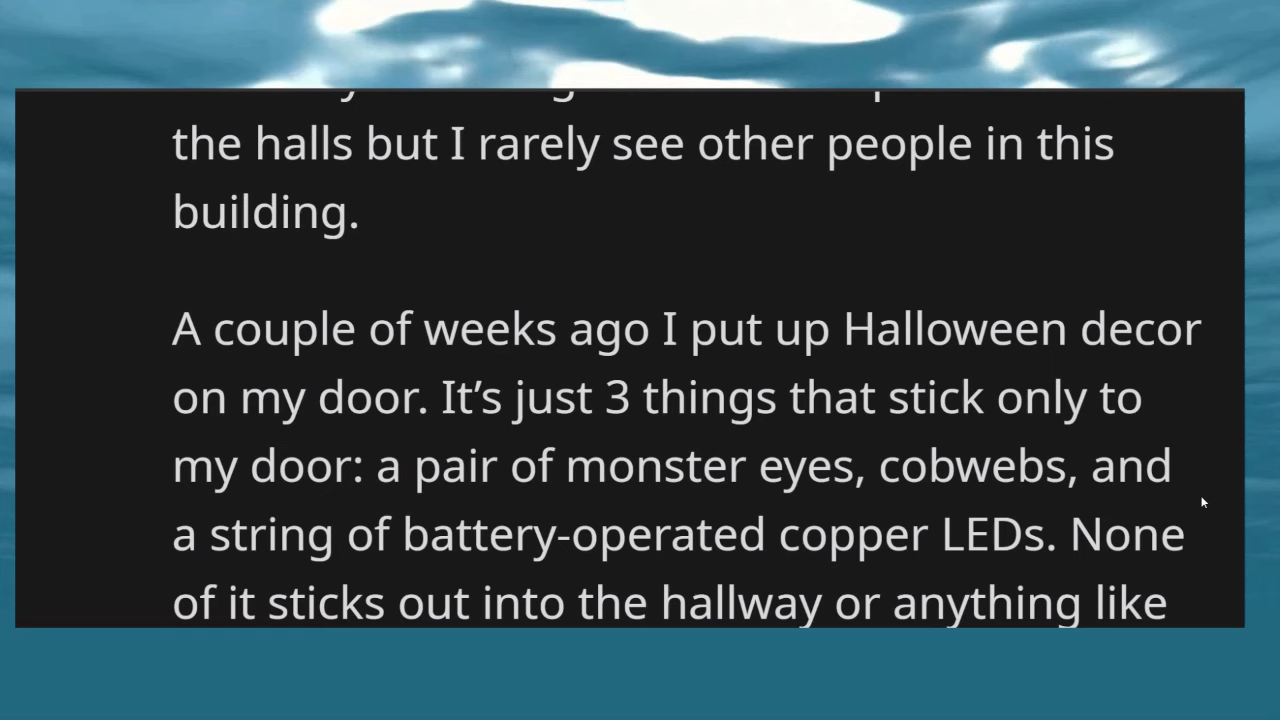 the halls but I rarely see other people in this
building.
A couple of weeks ago I put up Halloween decor
on my door. It’s just 3 things that stick only to
my door: a pair of monster eyes, cobwebs, and
a string of battery-operated copper LEDs. None
of it sticks out into the hallway or anything like